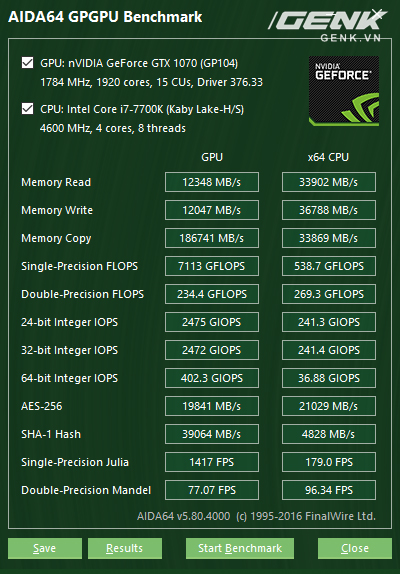 AIDA64 GPGPU Benchmark
GENK
GENK.VN
GPU: nVIDIA GeForce GTX 1070 (GP104)
1784 MHz, 1920 cores, 15 CUs, Driver 376.33
NVIDIA
GEFORCE
CPU: Intel Core i7-7700K (Kaby Lake-H/S)
4600 MHz, 4 cores, 8 threads
GPU x64 CPU
Memory Read 12348 MB/s 33902 MB/s
Memory Write 12047 MB/s 36788 MB/s
Memory Copy 186741 MB/s 33869 MB/s
Single-Precision FLOPS 7113 GFLOPS 538.7 GFLOPS
Double-Precision FLOPS 234.4 GFLOPS 269.3 GFLOPS
24-bit Integer IOPS 2475 GIOPS 241.3 GIOPS
32-bit Integer IOPS 2472 GIOPS 241.4 GIOPS
64-bit Integer IOPS 402.3 GIOPS 36.88 GIOPS
AES-256 19841 MB/s 21029 MB/s
SHA-1 Hash 39064 MB/s 4828 MB/s
Single-Precision Julia 1417 FPS 179.0 FPS
Double-Precision Mandel 77.07 FPS 96.34 FPS
AIDA64 v5.80.4000 (c) 1995-2016 FinalWire Ltd.
Save Results Start Benchmark Close